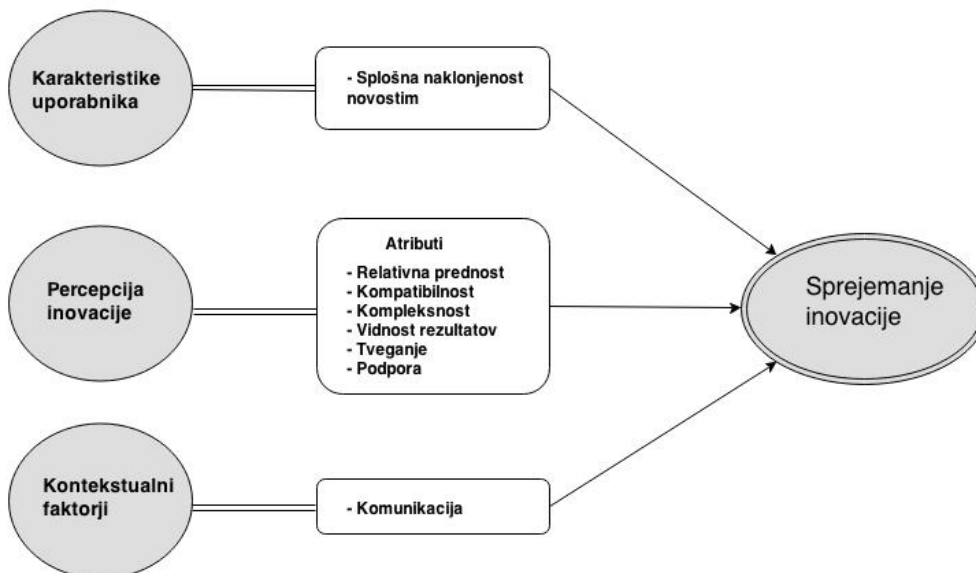 Karakteristike
uporabnika
- Splošna naklonjenost
novostim
Percepcija
inovacije
Atributi
- Relativna prednost
- Kompatibilnost
- Kompleksnost
- Vidnost rezultatov
- Tveganje
- Podpora
Kontekstualni
faktorji
- Komunikacija
Sprejemanje
inovacije